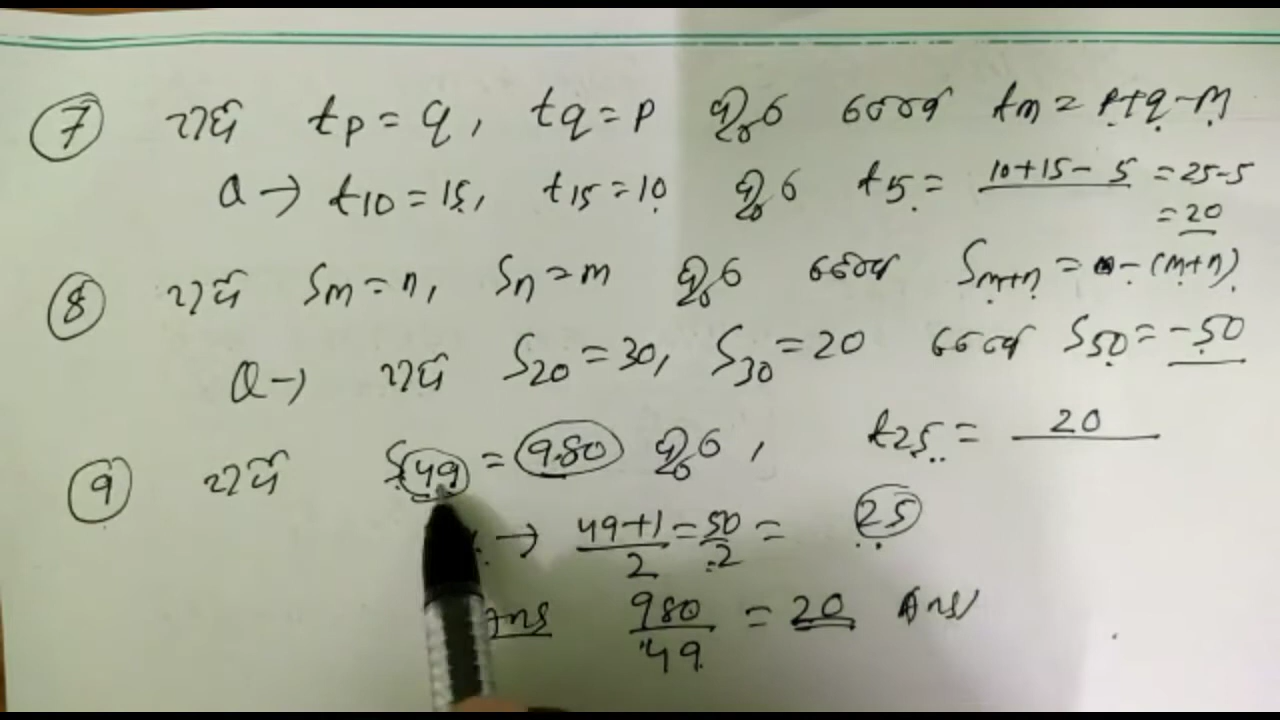 7 ଯଦି tp = q, tq = p ହୁଏ ତେବେ tm = p+q-m
Q → t10 = 15, t15 = 10 ହୁଏ t5 = 10+15-5 = 25-5
= 20
8 ଯଦି Sm = n, Sn = m ହୁଏ ତେବେ Sm+n = -(m+n)
Q → ଯଦି S20 = 30, S30 = 20 ତେବେ S50 = -50
9 ଯଦି S49 = 980 ହୁଏ, t25 = 20
→ 49+1/2 = 50/2 = 25
Ans 980/49 = 20 Ans